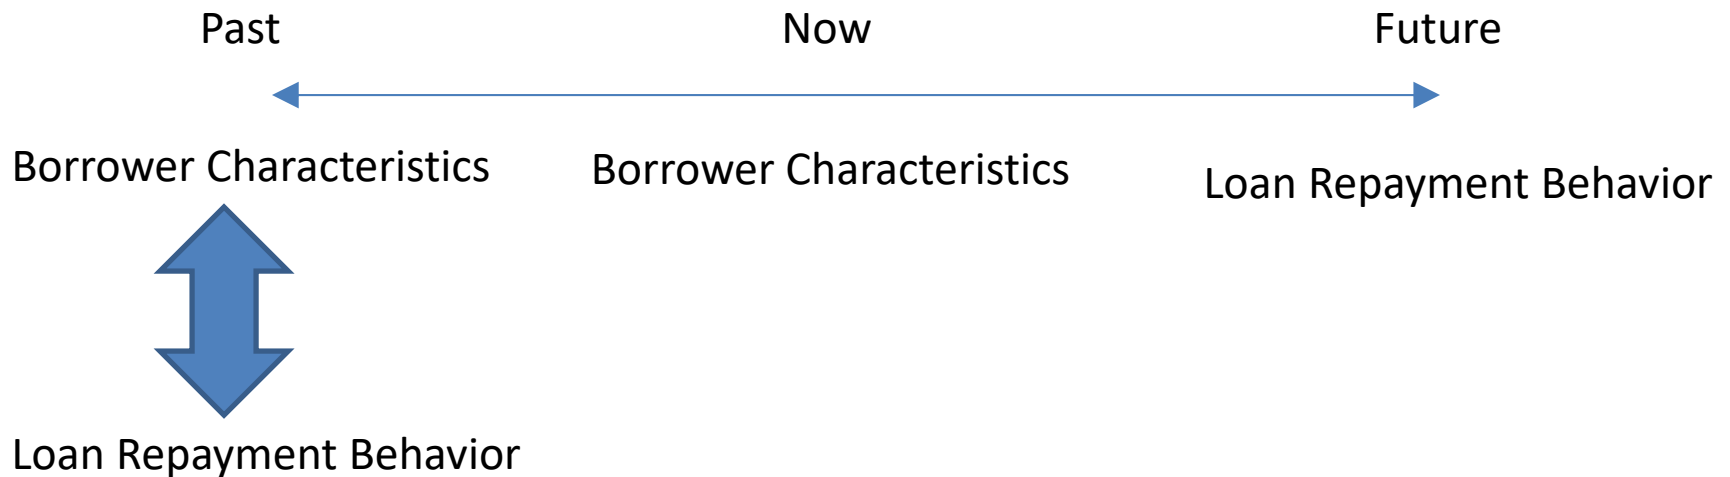 Past
Now
Future
Borrower Characteristics
Borrower Characteristics
Loan Repayment Behavior
Loan Repayment Behavior